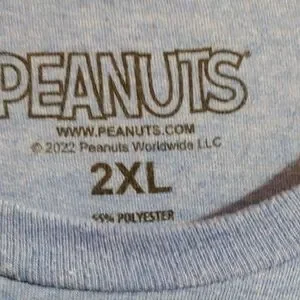 PEANUTS
WWW.PEANUTS.COM
© 2022 Peanuts Worldwide LLC
2XL
POLYESTER